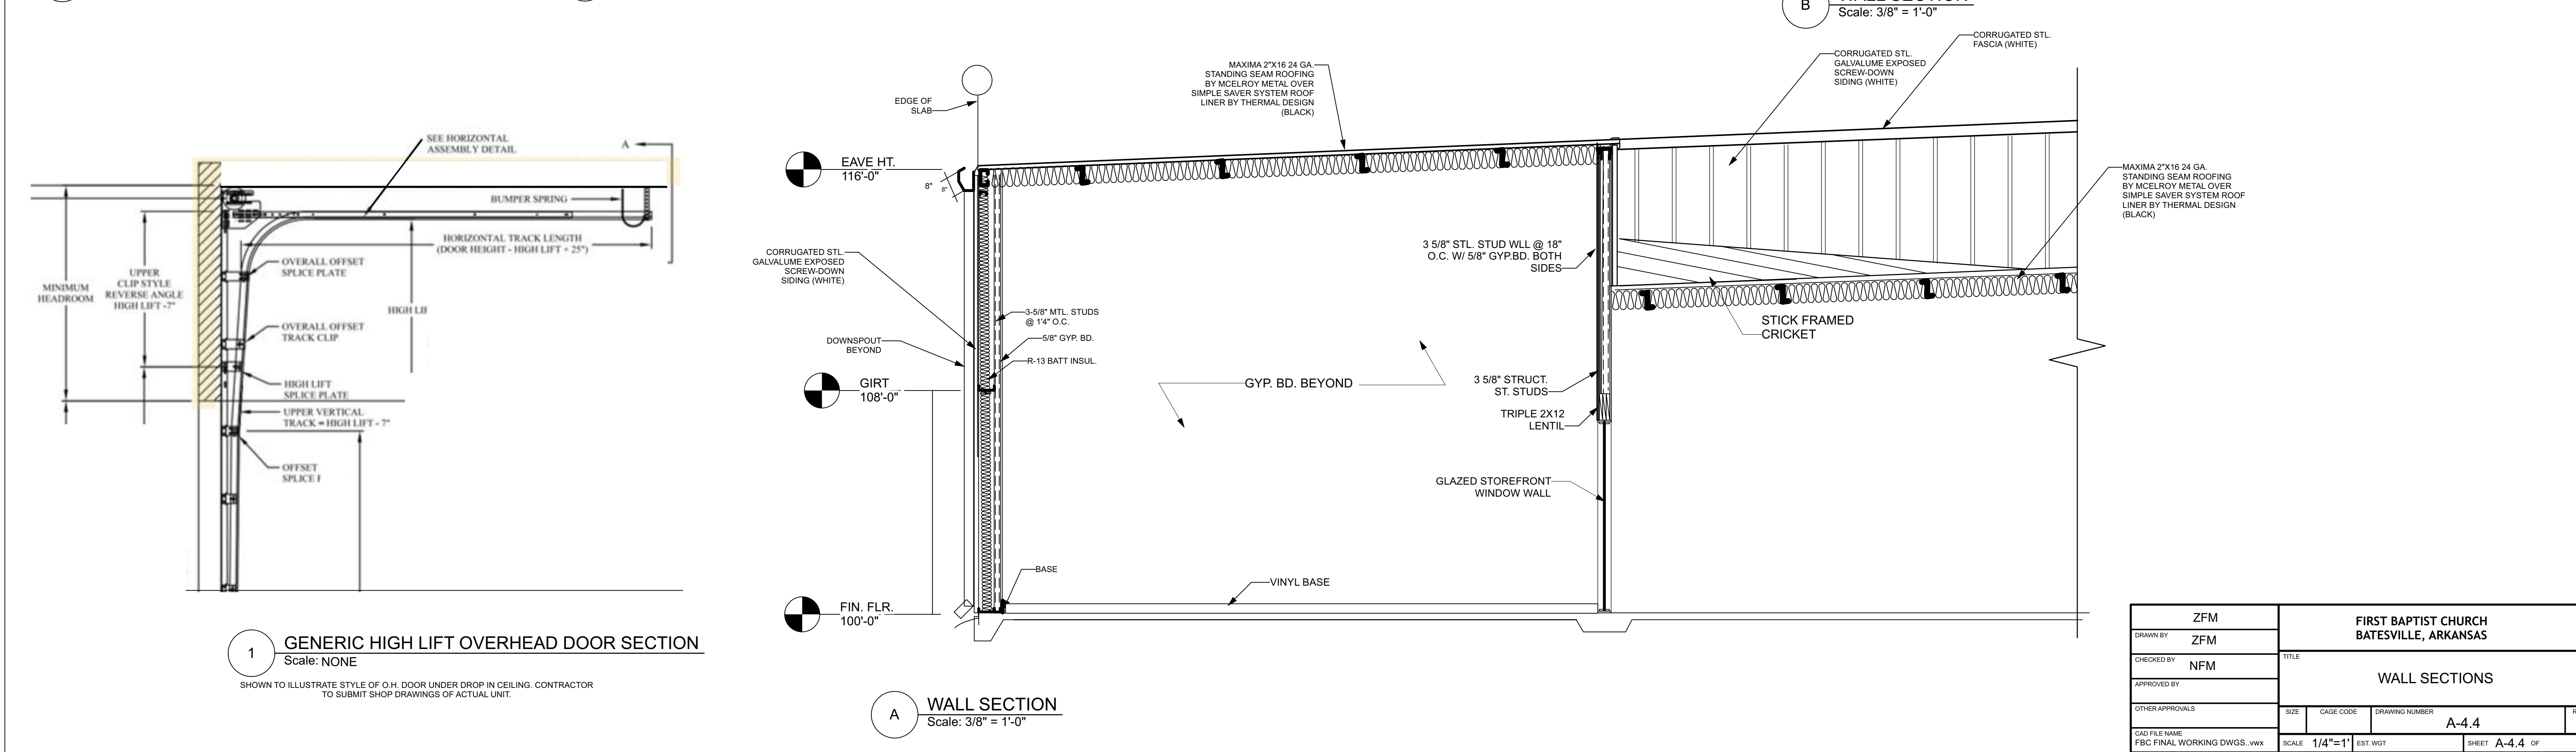 B
Scale: 3/8" = 1'-0"
SEE HORIZONTAL
ASSEMBLY DETAIL
A
BUMPER SPRING
HORIZONTAL TRACK LENGTH
(DOOR HEIGHT - HIGH LIFT + 25")
OVERALL OFFSET
SPLICE PLATE
MINIMUM
HEADROOM
UPPER
CLIP STYLE
REVERSE ANGLE
HIGH LIFT -7"
HIGH LIF
OVERALL OFFSET
TRACK CLIP
HIGH LIFT
SPLICE PLATE
UPPER VERTICAL
TRACK = HIGH LIFT - 7"
OFFSET
SPLICE
1
GENERIC HIGH LIFT OVERHEAD DOOR SECTION
Scale: NONE
SHOWN TO ILLUSTRATE STYLE OF O.H. DOOR UNDER DROP IN CEILING. CONTRACTOR
TO SUBMIT SHOP DRAWINGS OF ACTUAL UNIT.
EDGE OF
SLAB
MAXIMA 2"X16 24 GA.
STANDING SEAM ROOFING
BY MCELROY METAL OVER
SIMPLE SAVER SYSTEM ROOF
LINER BY THERMAL DESIGN
(BLACK)
CORRUGATED STL.
GALVALUME EXPOSED
SCREW-DOWN
SIDING (WHITE)
CORRUGATED STL.
FASCIA (WHITE)
MAXIMA 2"X16 24 GA.
STANDING SEAM ROOFING
BY MCELROY METAL OVER
SIMPLE SAVER SYSTEM ROOF
LINER BY THERMAL DESIGN
(BLACK)
EAVE HT.
116'-0"
8"
8"
CORRUGATED STL.
GALVALUME EXPOSED
SCREW-DOWN
SIDING (WHITE)
3 5/8" STL. STUD WLL @ 18"
O.C. W/ 5/8" GYP.BD. BOTH
SIDES
3-5/8" MTL. STUDS
@ 1'4" O.C.
5/8" GYP. BD.
R-13 BATT INSUL.
DOWNSPOUT
BEYOND
STICK FRAMED
CRICKET
GIRT
108'-0"
GYP. BD. BEYOND
3 5/8" STRUCT.
ST. STUDS
TRIPLE 2X12
LENTIL
GLAZED STOREFRONT
WINDOW WALL
BASE
VINYL BASE
FIN. FLR.
100'-0"
A
WALL SECTION
Scale: 3/8" = 1'-0"
ZFM
DRAWN BY
ZFM
CHECKED BY
NFM
APPROVED BY
OTHER APPROVALS
CAD FILE NAME
FBC FINAL WORKING DWGS..vwx
FIRST BAPTIST CHURCH
BATESVILLE, ARKANSAS
TITLE
WALL SECTIONS
SIZE
CAGE CODE
DRAWING NUMBER
A-4.4
SCALE 1/4"=1'
EST. WGT
SHEET A-4.4 OF